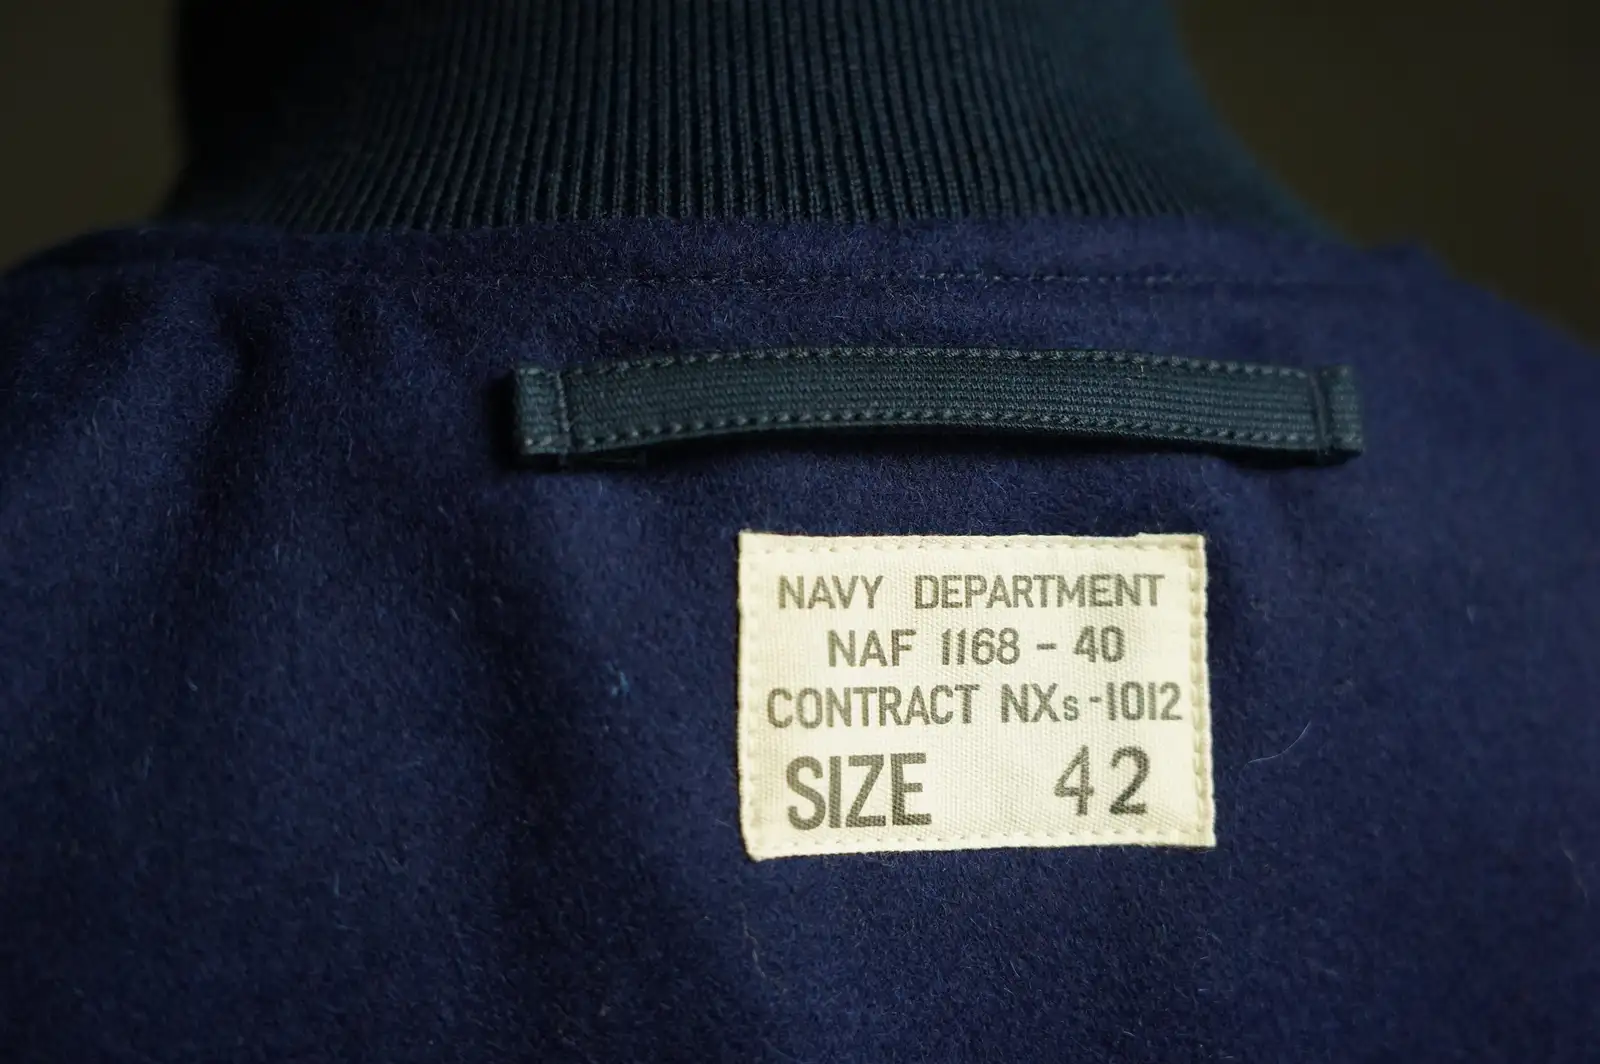 NAVY DEPARTMENT
NAF 1168 - 40
CONTRACT NXs-1012
SIZE 42